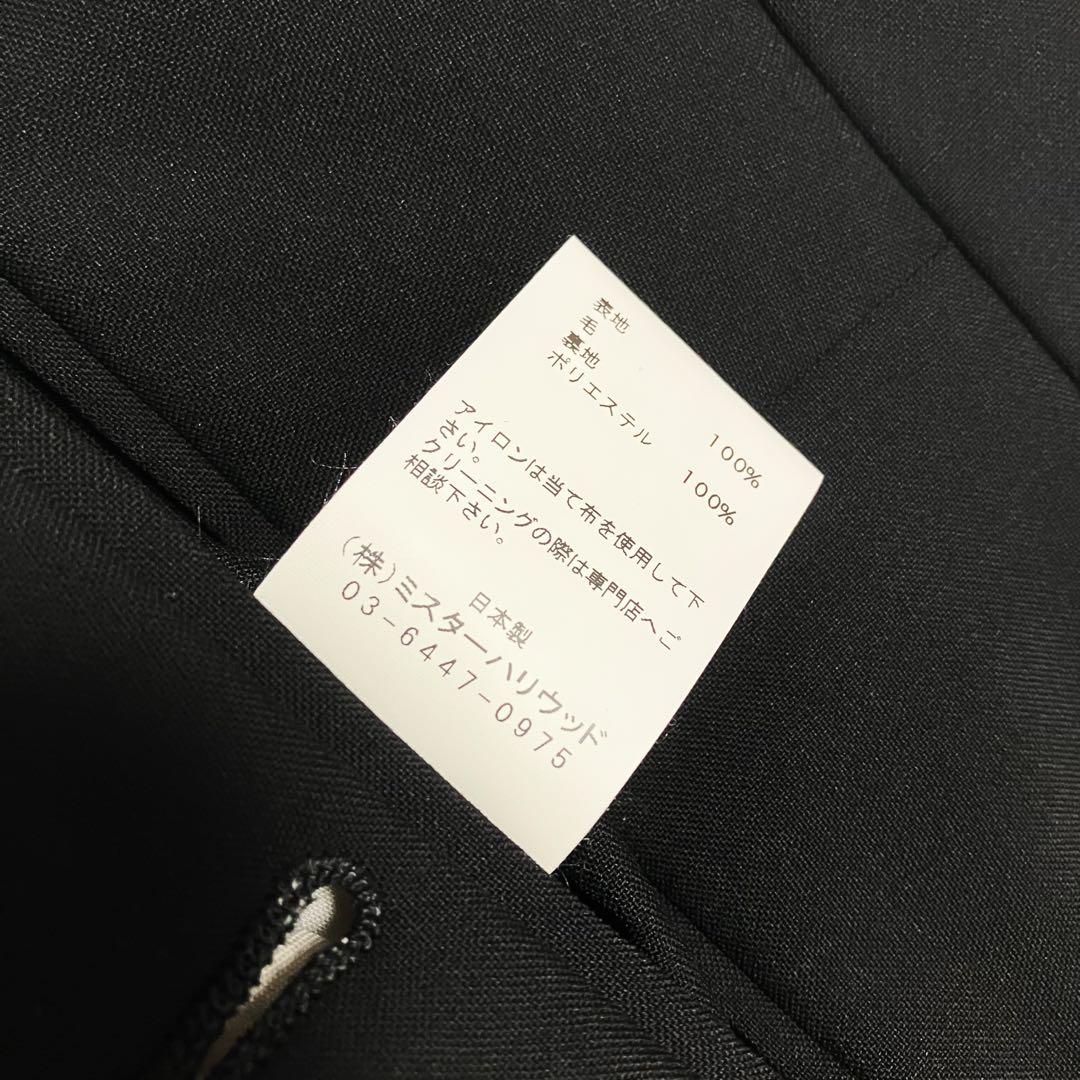 表地
毛 100%
裏地
ポリエステル 100%
アイロンは当て布を使用して下
さい。
クリーニングの際は専門店へご
相談下さい。
日本製
(株)ミスターハリウッド
03-6447-0975